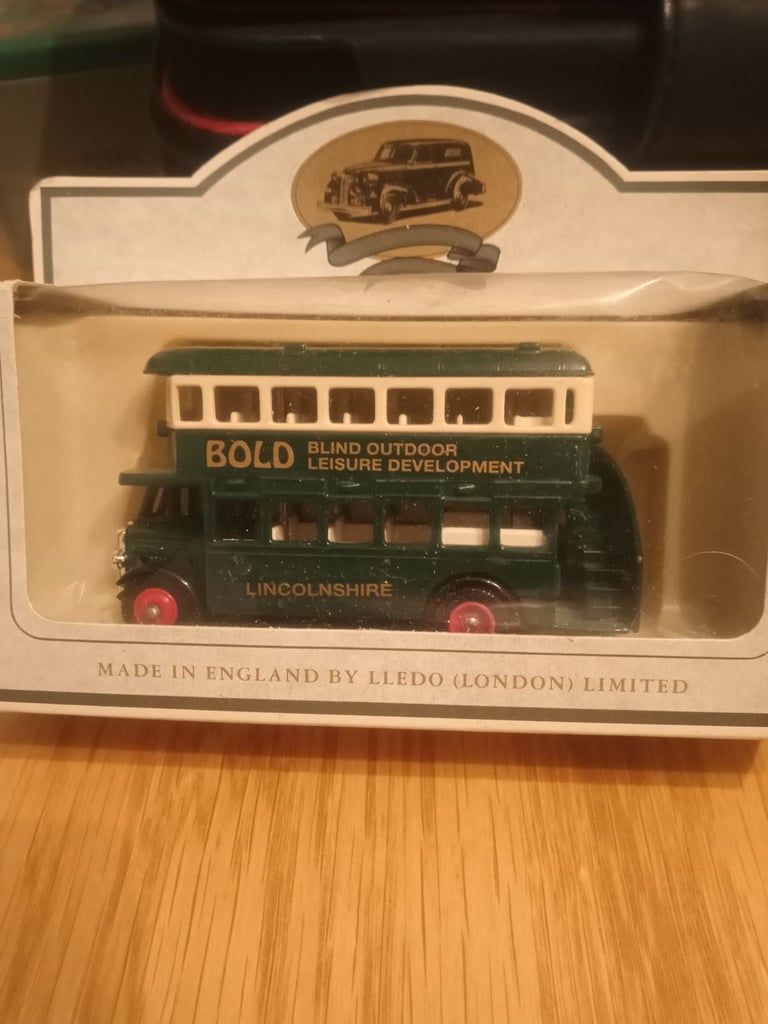 BOLD
BLIND OUTDOOR
LEISURE DEVELOPMENT
LINCOLNSHIRE
MADE IN ENGLAND BY LLEDO (LONDON) LIMITED